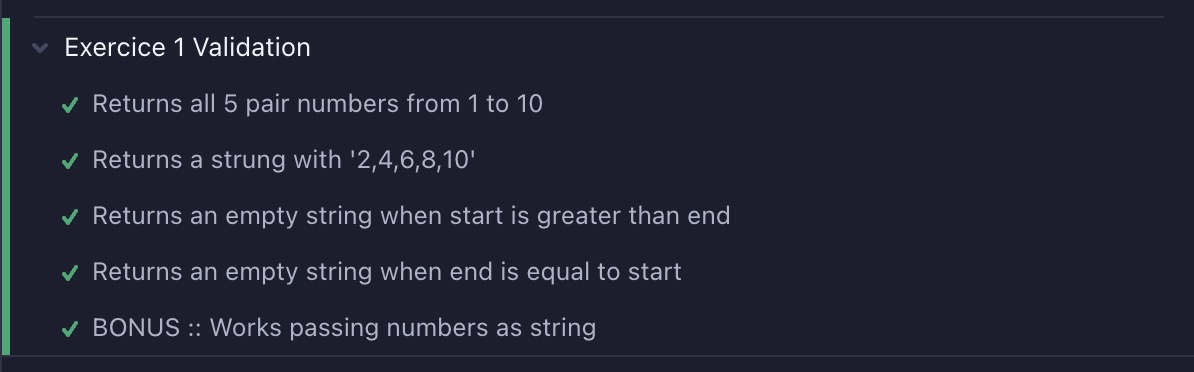 Exercice 1 Validation
Returns all 5 pair numbers from 1 to 10
Returns a strung with '2,4,6,8,10'
Returns an empty string when start is greater than end
Returns an empty string when end is equal to start
BONUS :: Works passing numbers as string